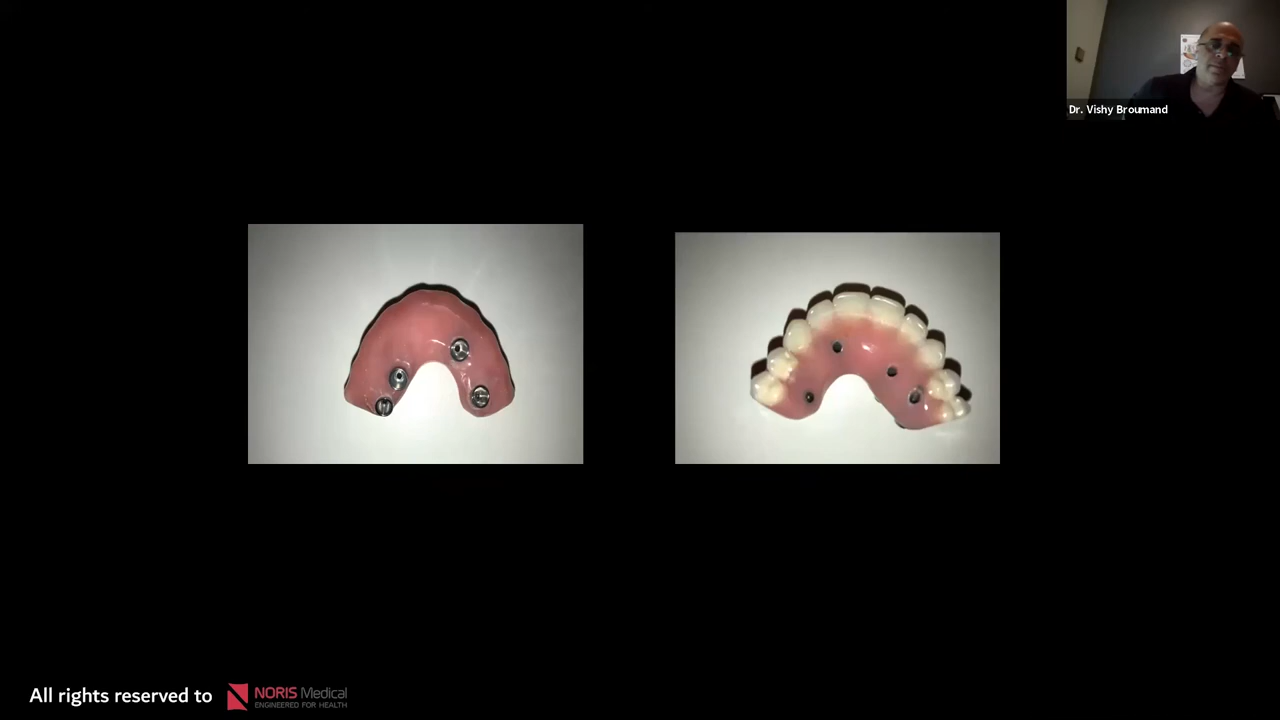 Dr. Vishy Broumand
All rights reserved to
NORIS Medical
ENGINEERED FOR HEALTH